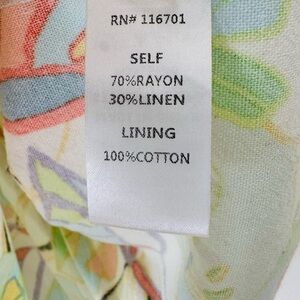 RN# 116701
SELF
70%RAYON
30%LINEN
LINING
100%COTTON